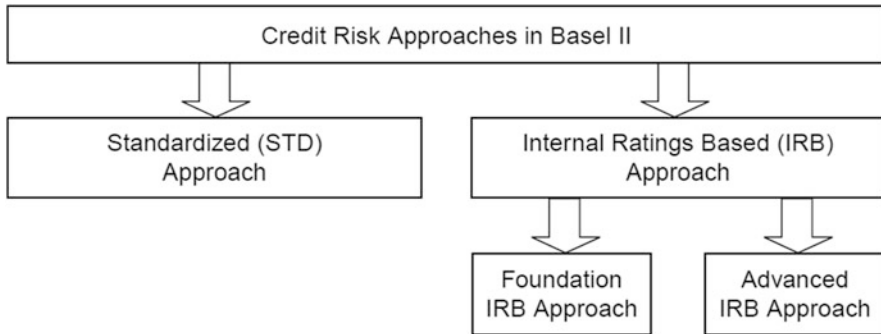 Credit Risk Approaches in Basel II
Standardized (STD)
Approach
Internal Ratings Based (IRB)
Approach
Foundation
IRB Approach
Advanced
IRB Approach